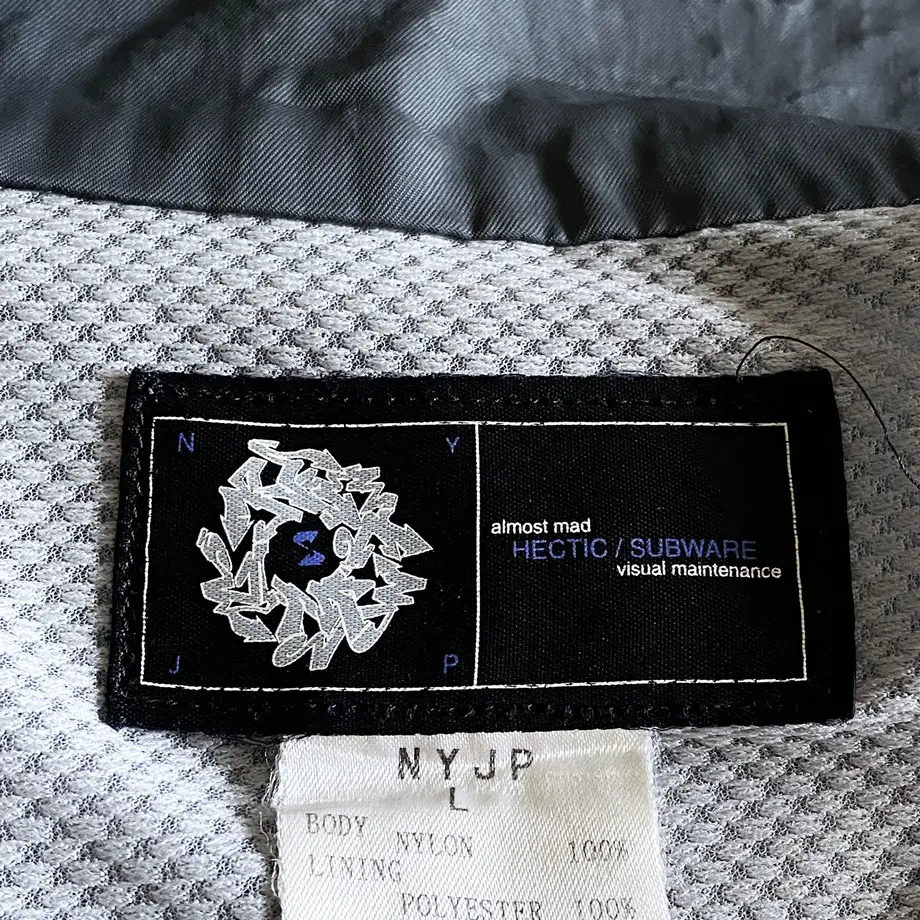 N Y
J P
almost mad
HECTIC / SUBWARE
visual maintenance
NYJP
L
BODY
NYLON 100%
LINING
POLYESTER 100%